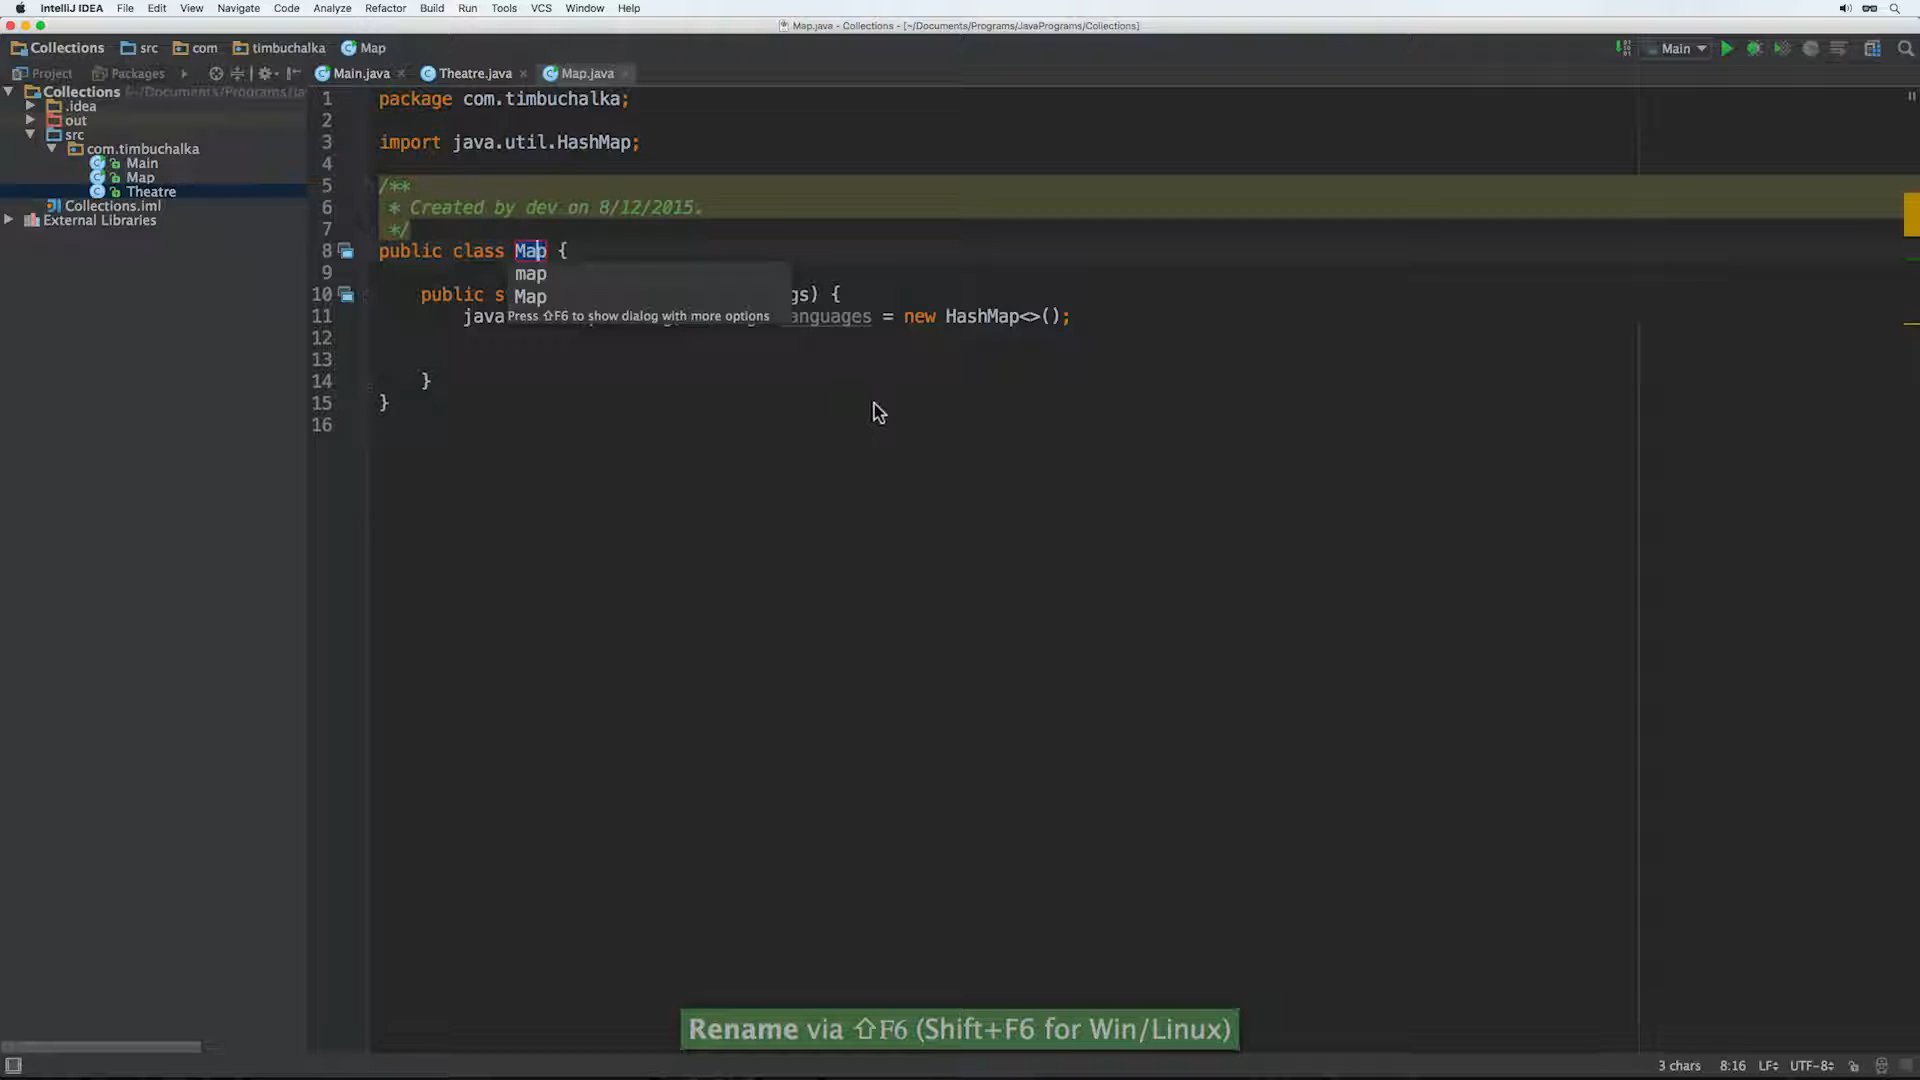 IntelliJ IDEA File Edit View Navigate Code Analyze Refactor Build Run Tools VCS Window Help
Map.java - Collections - [~/Documents/Programs/JavaPrograms/Collections]
Collections src com timbuchalka Map Main
Project Packages Main.java Theatre.java Map.java
Collections (~/Documents/Programs/Ja
.idea
out
src
com.timbuchalka
Main
Map
Theatre
Collections.iml
External Libraries
1 package com.timbuchalka;
2
3 import java.util.HashMap;
4
5 /**
6 * Created by dev on 8/12/2015.
7 */
8 public class Map {
9 map
10 public s Map gs) {
11 java Press ⇧F6 to show dialog with more options anguages = new HashMap<>();
12
13
14 }
15 }
16
Rename via ⇧F6 (Shift+F6 for Win/Linux)
3 chars 8:16 LF÷ UTF-8÷